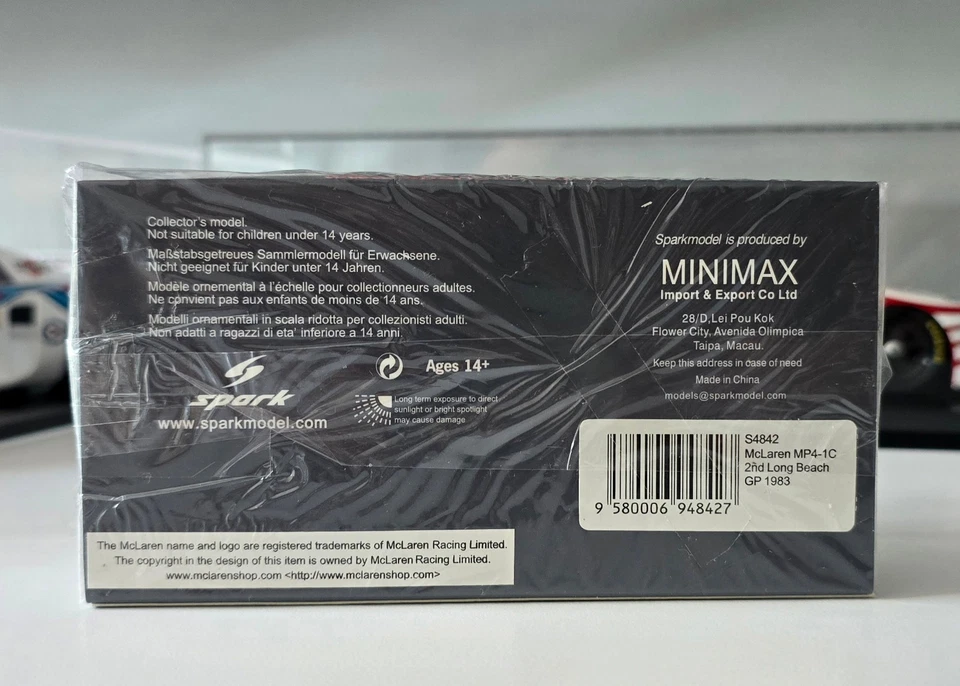 Collector's model.
Not suitable for children under 14 years.
Maßstabsgetreues Sammlermodell für Erwachsene.
Nicht geeignet für Kinder unter 14 Jahren.
Modèle ornemental à l'échelle pour collectionneurs adultes.
Ne convient pas aux enfants de moins de 14 ans.
Modelli ornamentali in scala ridotta per collezionisti adulti.
Non adatti a ragazzi di eta' inferiore a 14 anni.
spark
www.sparkmodel.com
Ages 14+
Long term exposure to direct
sunlight or bright spotlight
may cause damage
Sparkmodel is produced by
MINIMAX
Import & Export Co Ltd
28/D,Lei Pou Kok
Flower City, Avenida Olimpica
Taipa, Macau.
Keep this address in case of need
Made in China
models@sparkmodel.com
S4842
McLaren MP4-1C
2nd Long Beach
GP 1983
9 580006 948427
The McLaren name and logo are registered trademarks of McLaren Racing Limited.
The copyright in the design of this item is owned by McLaren Racing Limited.
www.mclarenshop.com <http://www.mclarenshop.com>